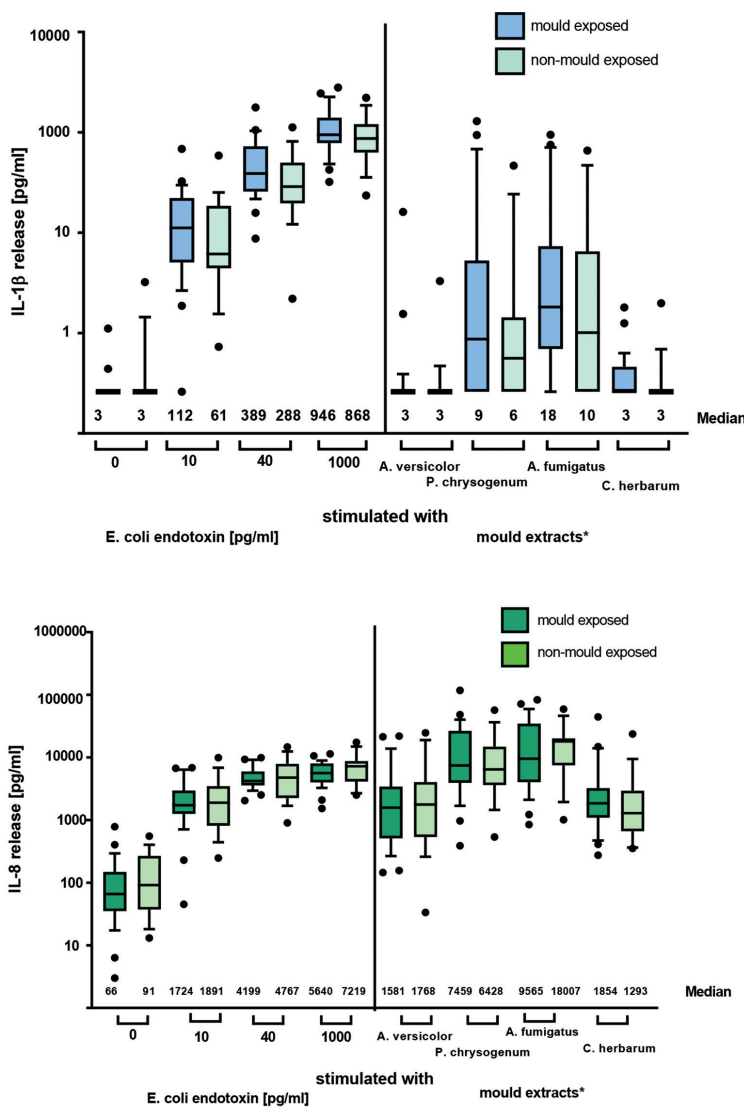 10000
1000
10
10
1
IL-1β release [pg/ml]
mould exposed
non-mould exposed
3 3 112 61 389 288 946 868 3 3 9 6 18 10 3 3 Median
0 10 40 1000
A. versicolor A. fumigatus
P. chrysogenum C. herbarum
stimulated with
E. coli endotoxin [pg/ml] mould extracts*
1000000
100000
10000
1000
100
10
IL-8 release [pg/ml]
mould exposed
non-mould exposed
66 91 1724 1891 4199 4767 5640 7219 1581 1768 7459 6428 9565 18007 1854 1293 Median
0 10 40 1000
A. versicolor A. fumigatus
P. chrysogenum C. herbarum
stimulated with
E. coli endotoxin [pg/ml] mould extracts*